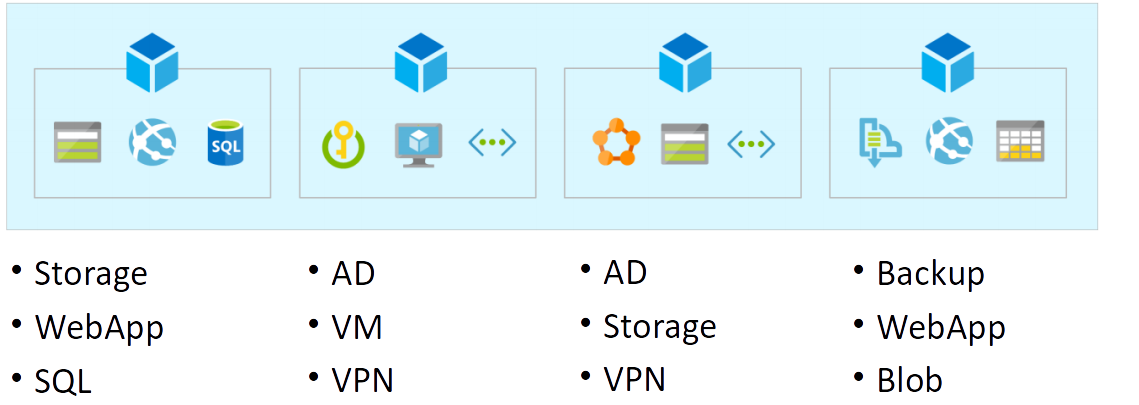 SQL
• Storage
• WebApp
• SQL
• AD
• VM
• VPN
• AD
• Storage
• VPN
• Backup
• WebApp
• Blob